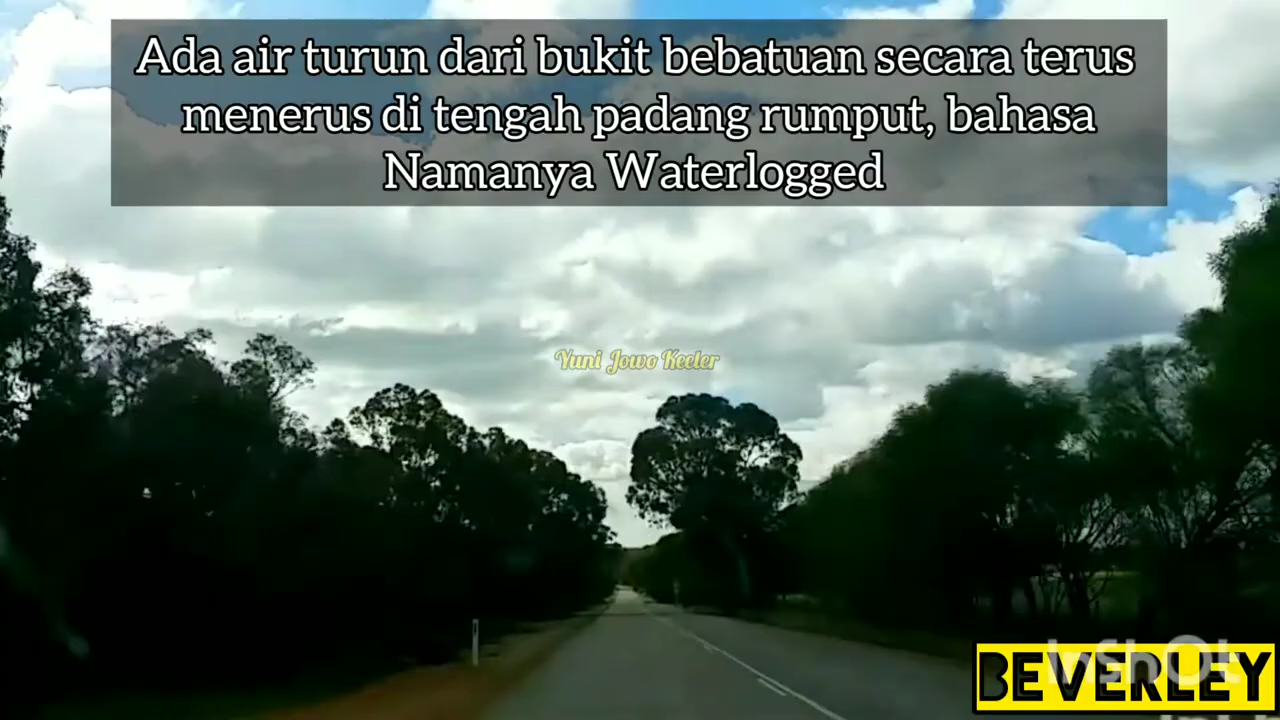 Ada air turun dari bukit bebatuan secara terus
menerus di tengah padang rumput, bahasa
Namanya Waterlogged
Yuni Jowo Keeler
InShOt
BEVERLEY